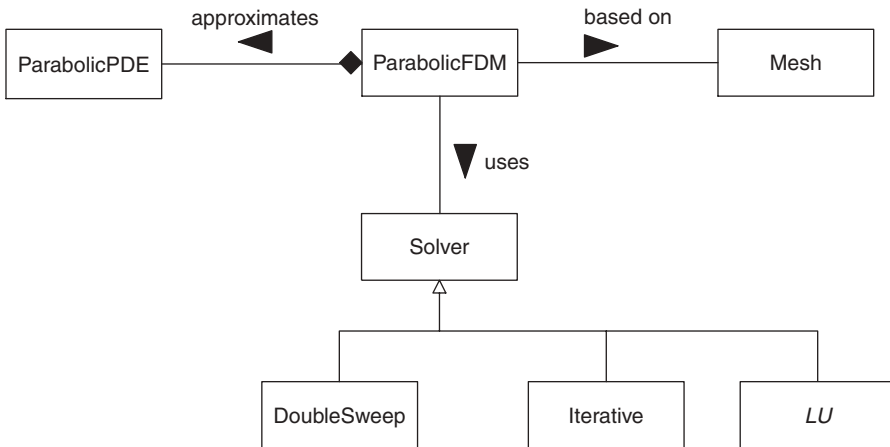 approximates
based on
ParabolicPDE
ParabolicFDM
Mesh
uses
Solver
DoubleSweep
Iterative
LU